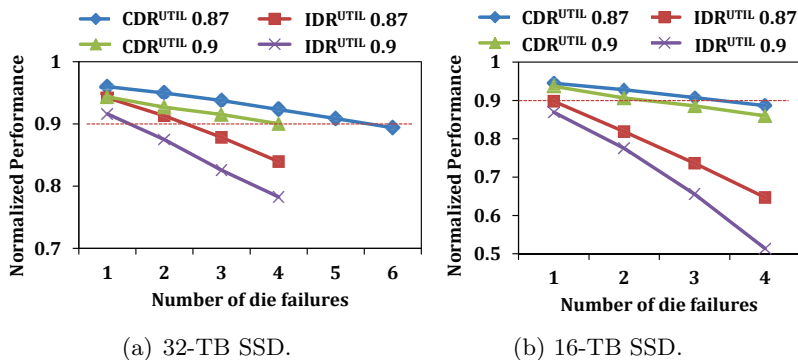 CDR^UTIL 0.87 IDR^UTIL 0.87
CDR^UTIL 0.9 IDR^UTIL 0.9
Normalized Performance
1
0.9
0.8
0.7
1 2 3 4 5 6
Number of die failures
(a) 32-TB SSD.
CDR^UTIL 0.87 IDR^UTIL 0.87
CDR^UTIL 0.9 IDR^UTIL 0.9
Normalized Performance
1
0.9
0.8
0.7
0.6
0.5
1 2 3 4
Number of die failures
(b) 16-TB SSD.